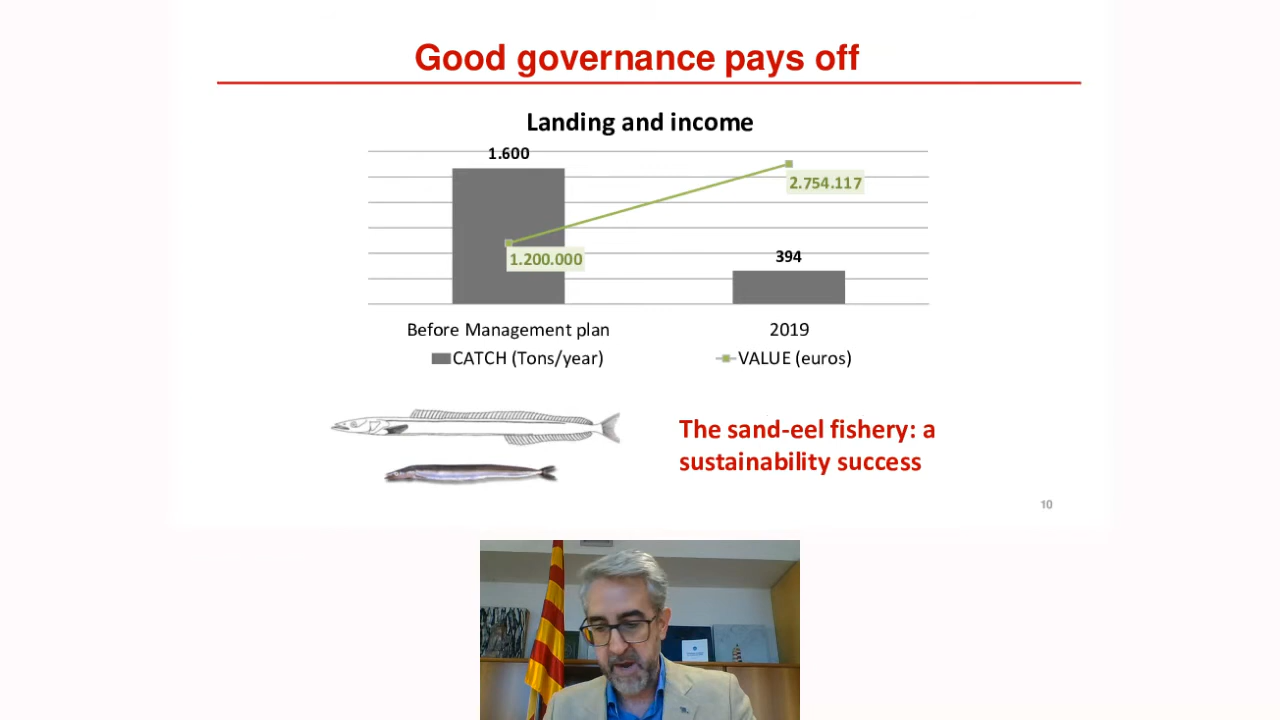 Good governance pays off
Landing and income
1.600
2.754.117
1.200.000
394
Before Management plan
2019
CATCH (Tons/year)
VALUE (euros)
The sand-eel fishery: a
sustainability success
10